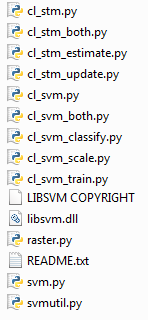 cl_stm.py
cl_stm_both.py
cl_stm_estimate.py
cl_stm_update.py
cl_svm.py
cl_svm_both.py
cl_svm_classify.py
cl_svm_scale.py
cl_svm_train.py
LIBSVM COPYRIGHT
libsvm.dll
raster.py
README.txt
svm.py
svmutil.py